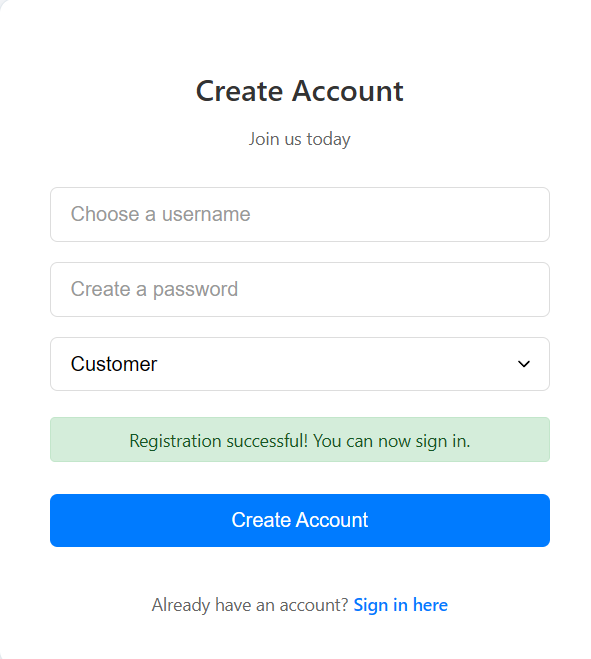 Create Account
Join us today
Choose a username
Create a password
Customer
Registration successful! You can now sign in.
Create Account
Already have an account? Sign in here